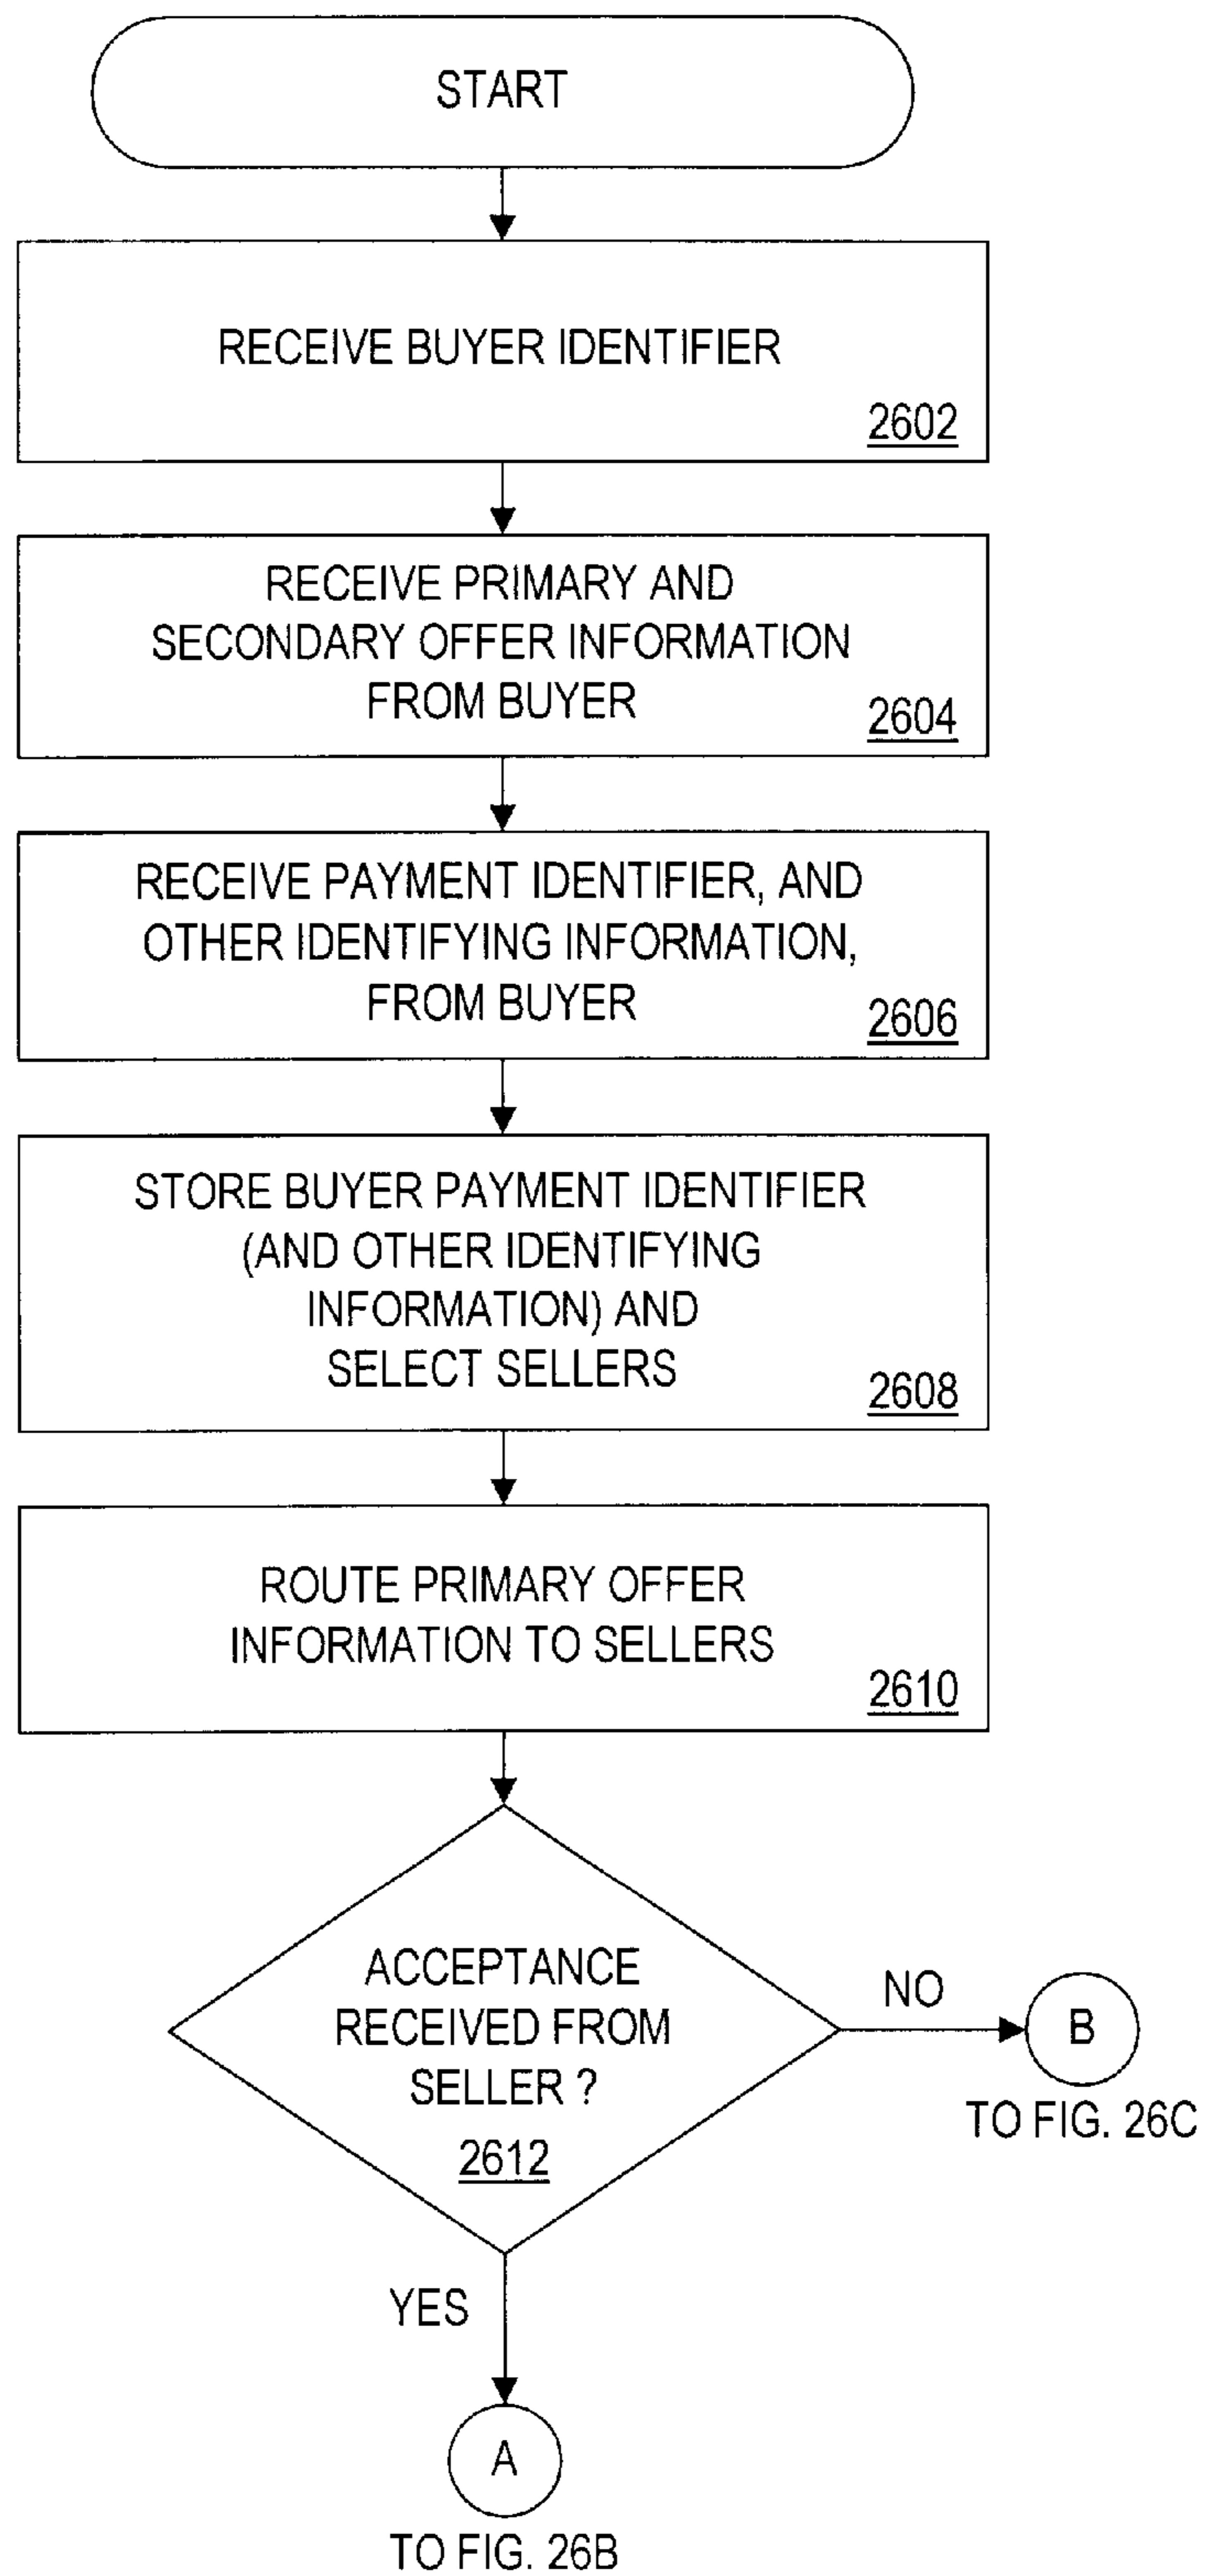 START
RECEIVE BUYER IDENTIFIER
2602
RECEIVE PRIMARY AND
SECONDARY OFFER INFORMATION
FROM BUYER
2604
RECEIVE PAYMENT IDENTIFIER, AND
OTHER IDENTIFYING INFORMATION,
FROM BUYER
2606
STORE BUYER PAYMENT IDENTIFIER
(AND OTHER IDENTIFYING
INFORMATION) AND
SELECT SELLERS
2608
ROUTE PRIMARY OFFER
INFORMATION TO SELLERS
2610
ACCEPTANCE
RECEIVED FROM
SELLER ?
2612
NO
B
TO FIG. 26C
YES
A
TO FIG. 26B